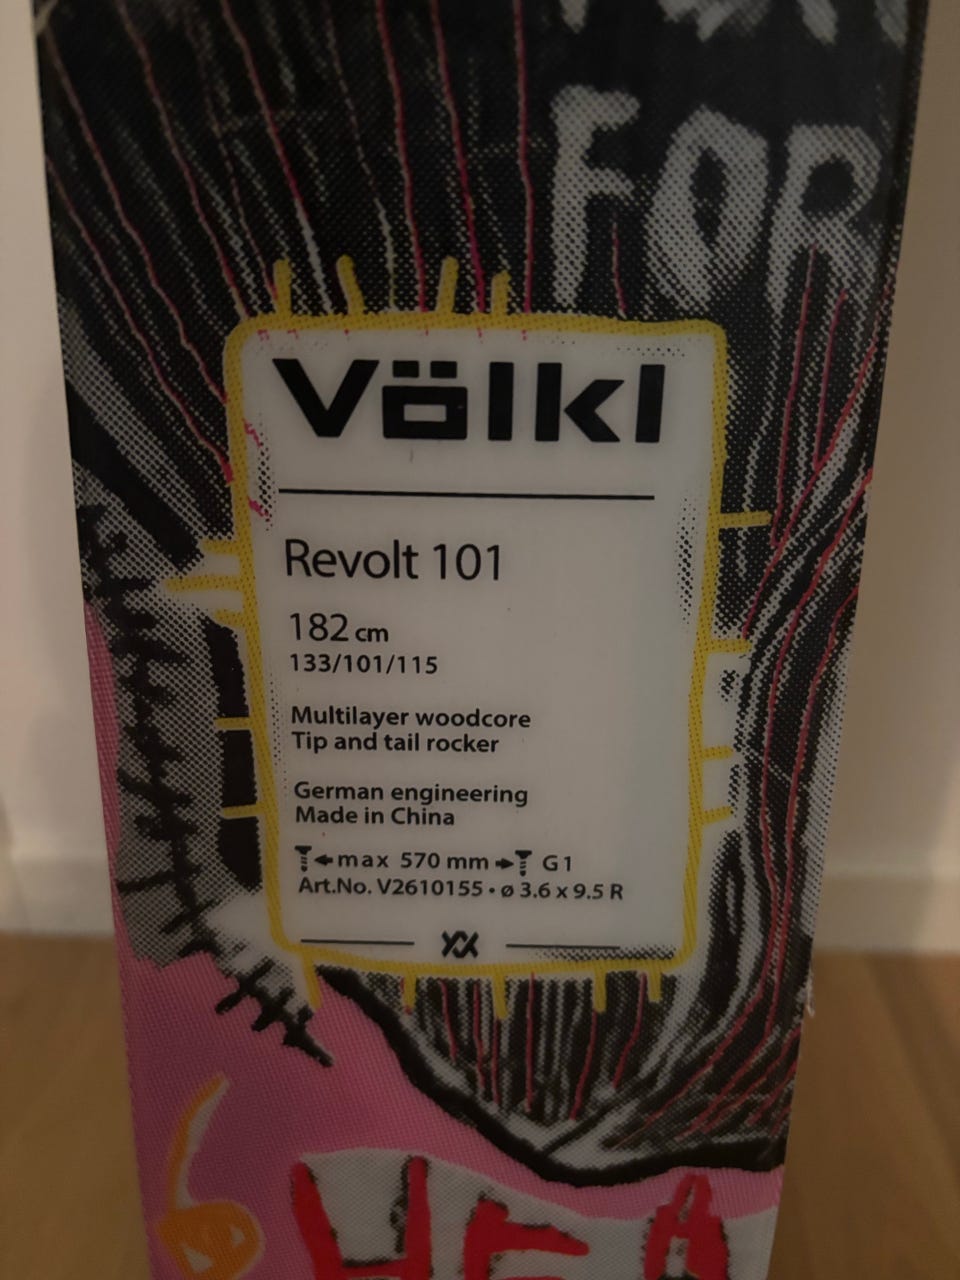 FOR
Völkl
Revolt 101
182 cm
133/101/115
Multilayer woodcore
Tip and tail rocker
German engineering
Made in China
max 570 mm G1
Art.No. V2610155 • ø 3.6 x 9.5 R